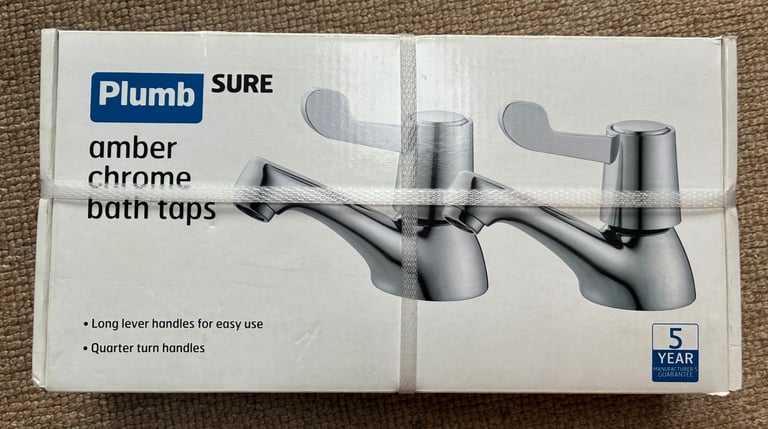 Plumb SURE
amber
chrome
bath taps
• Long lever handles for easy use
• Quarter turn handles
5
YEAR
MANUFACTURER'S
GUARANTEE